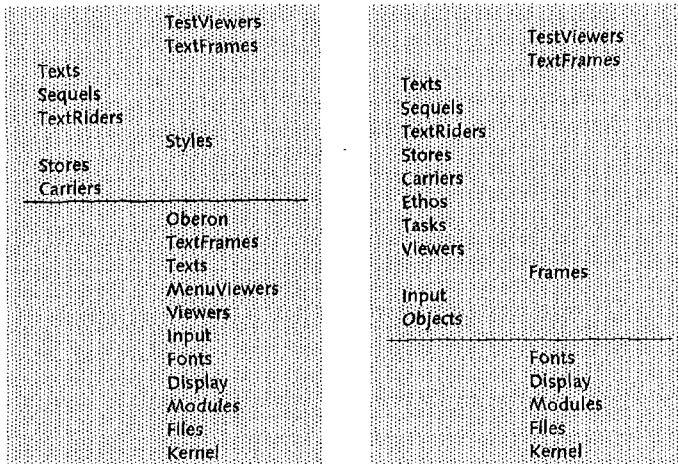 TestViewers
TextFrames
Texts
Sequels
TextRiders
Styles
Stores
Carriers
Oberon
TextFrames
Texts
MenuViewers
Viewers
Input
Fonts
Display
Modules
Files
Kernel
TestViewers
TextFrames
Texts
Sequels
TextRiders
Stores
Carriers
Ethos
Tasks
Viewers
Frames
Input
Objects
Fonts
Display
Modules
Files
Kernel